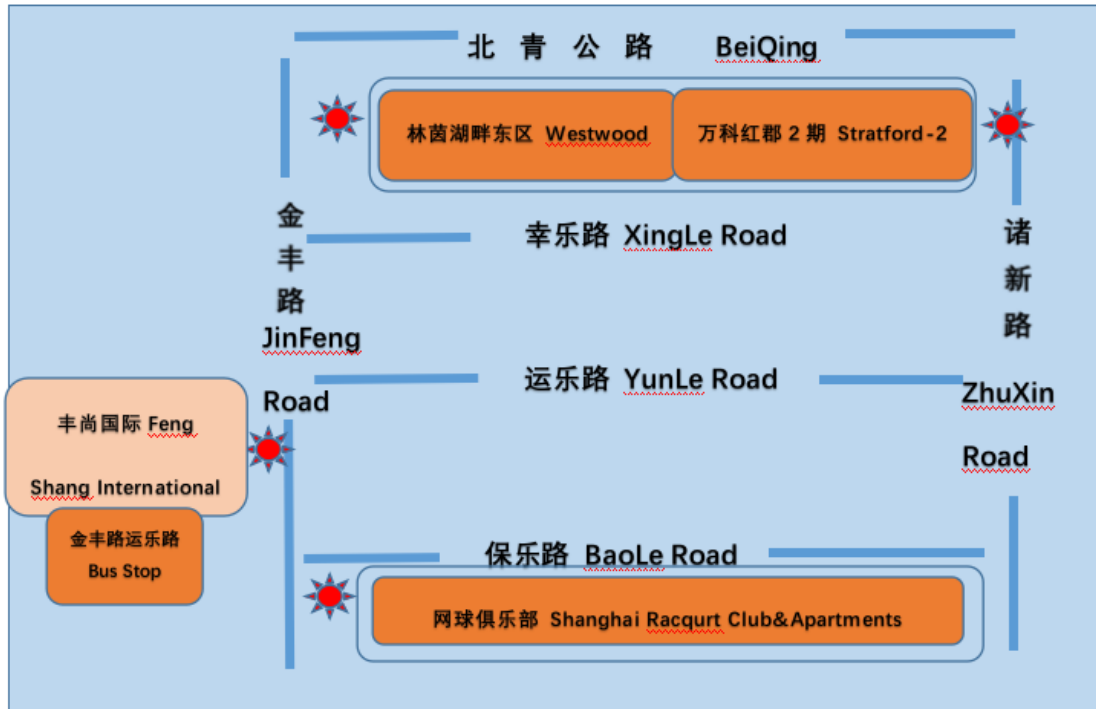 北 青 公 路 BeiQing
林茵湖畔东区 Westwood
万科红郡 2 期 Stratford-2
金
丰
路
JinFeng
Road
幸乐路 XingLe Road
诸
新
路
ZhuXin
Road
运乐路 YunLe Road
丰尚国际 Feng
Shang International
金丰路运乐路
Bus Stop
保乐路 BaoLe Road
网球俱乐部 Shanghai Racqurt Club&Apartments